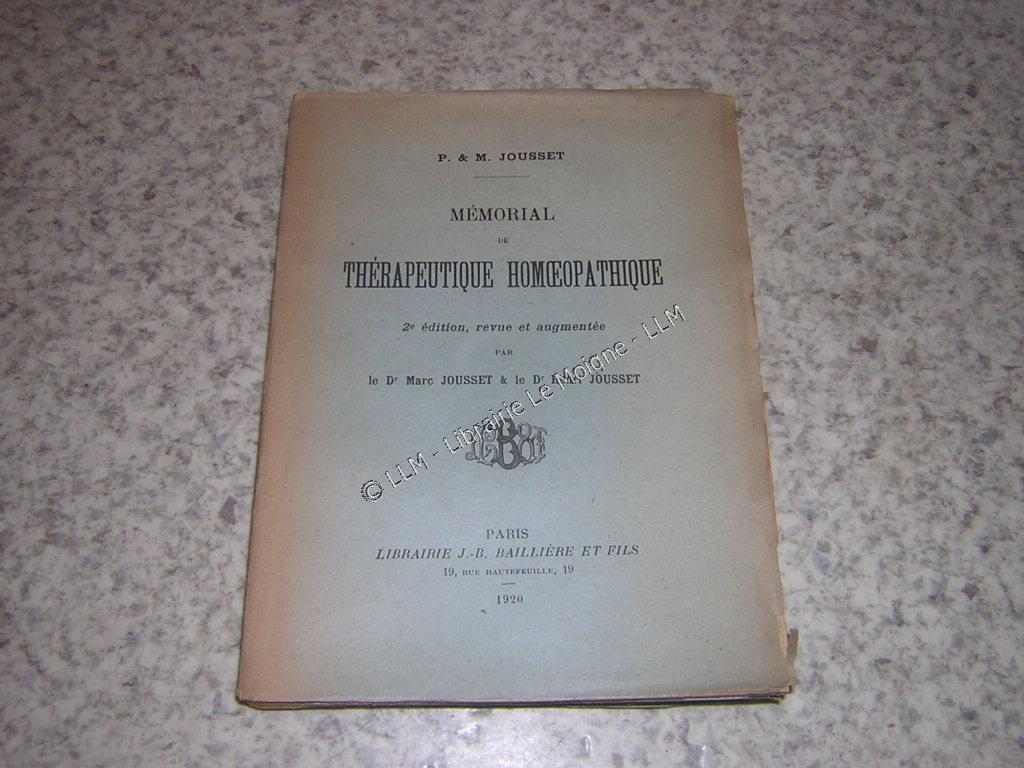 P. & M. JOUSSET
MÉMORIAL
DE
THÉRAPEUTIQUE HOMŒOPATHIQUE
2e édition, revue et augmentée
PAR
le Dr Marc JOUSSET & le Dr JOUSSET
PARIS
LIBRAIRIE J.-B. BAILLIÈRE ET FILS
19, RUE HAUTEFEUILLE, 19
1920
© LLM - Librairie Le Moigne - LLM